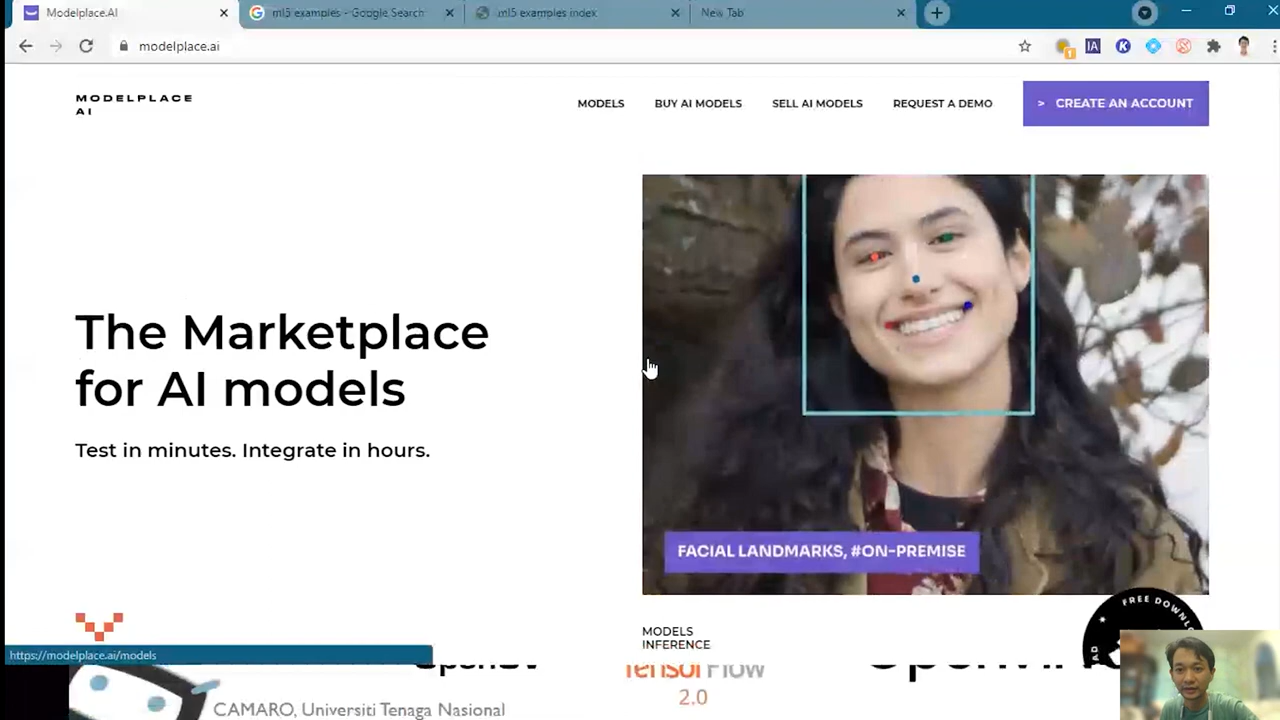 Modelplace.AI
ml5 examples - Google Search
ml5 examples index
New Tab
modelplace.ai
1
IA
K
MODELPLACE
AI
MODELS
BUY AI MODELS
SELL AI MODELS
REQUEST A DEMO
> CREATE AN ACCOUNT
The Marketplace
for AI models
Test in minutes. Integrate in hours.
FACIAL LANDMARKS, #ON-PREMISE
MODELS
INFERENCE
FREE DOWNL
AD
https://modelplace.ai/models
TensorFlow
2.0
CAMARO, Universiti Tenaga Nasional